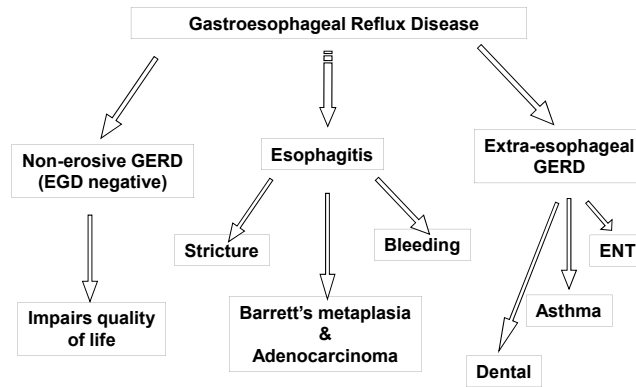 Gastroesophageal Reflux Disease
Non-erosive GERD
(EGD negative)
Esophagitis
Extra-esophageal
GERD
Stricture
Bleeding
ENT
Impairs quality
of life
Barrett's metaplasia
&
Adenocarcinoma
Asthma
Dental